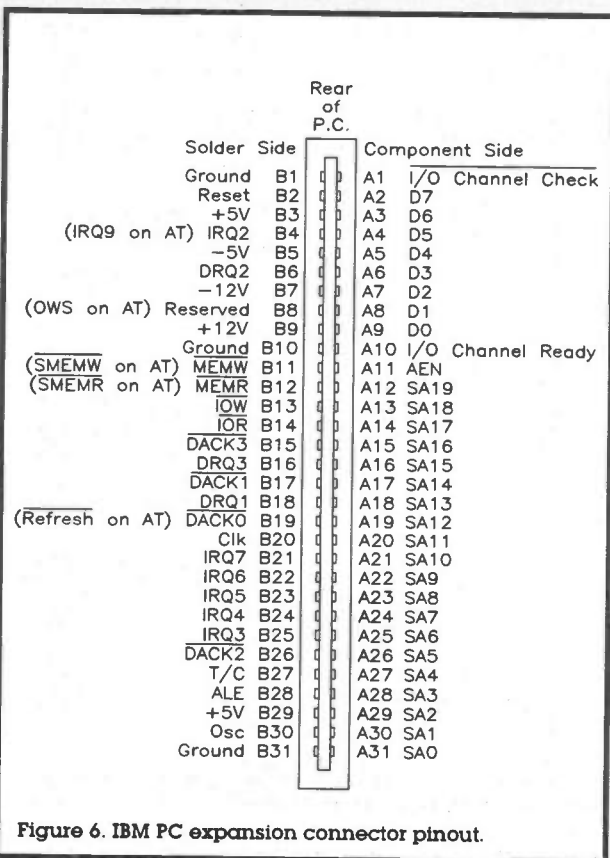 Rear
of
P.C.
Solder Side Component Side
Ground B1 A1 I/O Channel Check
Reset B2 A2 D7
+5V B3 A3 D6
(IRQ9 on AT) IRQ2 B4 A4 D5
-5V B5 A5 D4
DRQ2 B6 A6 D3
-12V B7 A7 D2
(OWS on AT) Reserved B8 A8 D1
+12V B9 A9 D0
Ground B10 A10 I/O Channel Ready
(SMEMW on AT) MEMW B11 A11 AEN
(SMEMR on AT) MEMR B12 A12 SA19
IOW B13 A13 SA18
IOR B14 A14 SA17
DACK3 B15 A15 SA16
DRQ3 B16 A16 SA15
DACK1 B17 A17 SA14
DRQ1 B18 A18 SA13
(Refresh on AT) DACK0 B19 A19 SA12
Clk B20 A20 SA11
IRQ7 B21 A21 SA10
IRQ6 B22 A22 SA9
IRQ5 B23 A23 SA8
IRQ4 B24 A24 SA7
IRQ3 B25 A25 SA6
DACK2 B26 A26 SA5
T/C B27 A27 SA4
ALE B28 A28 SA3
+5V B29 A29 SA2
Osc B30 A30 SA1
Ground B31 A31 SA0
Figure 6. IBM PC expansion connector pinout.